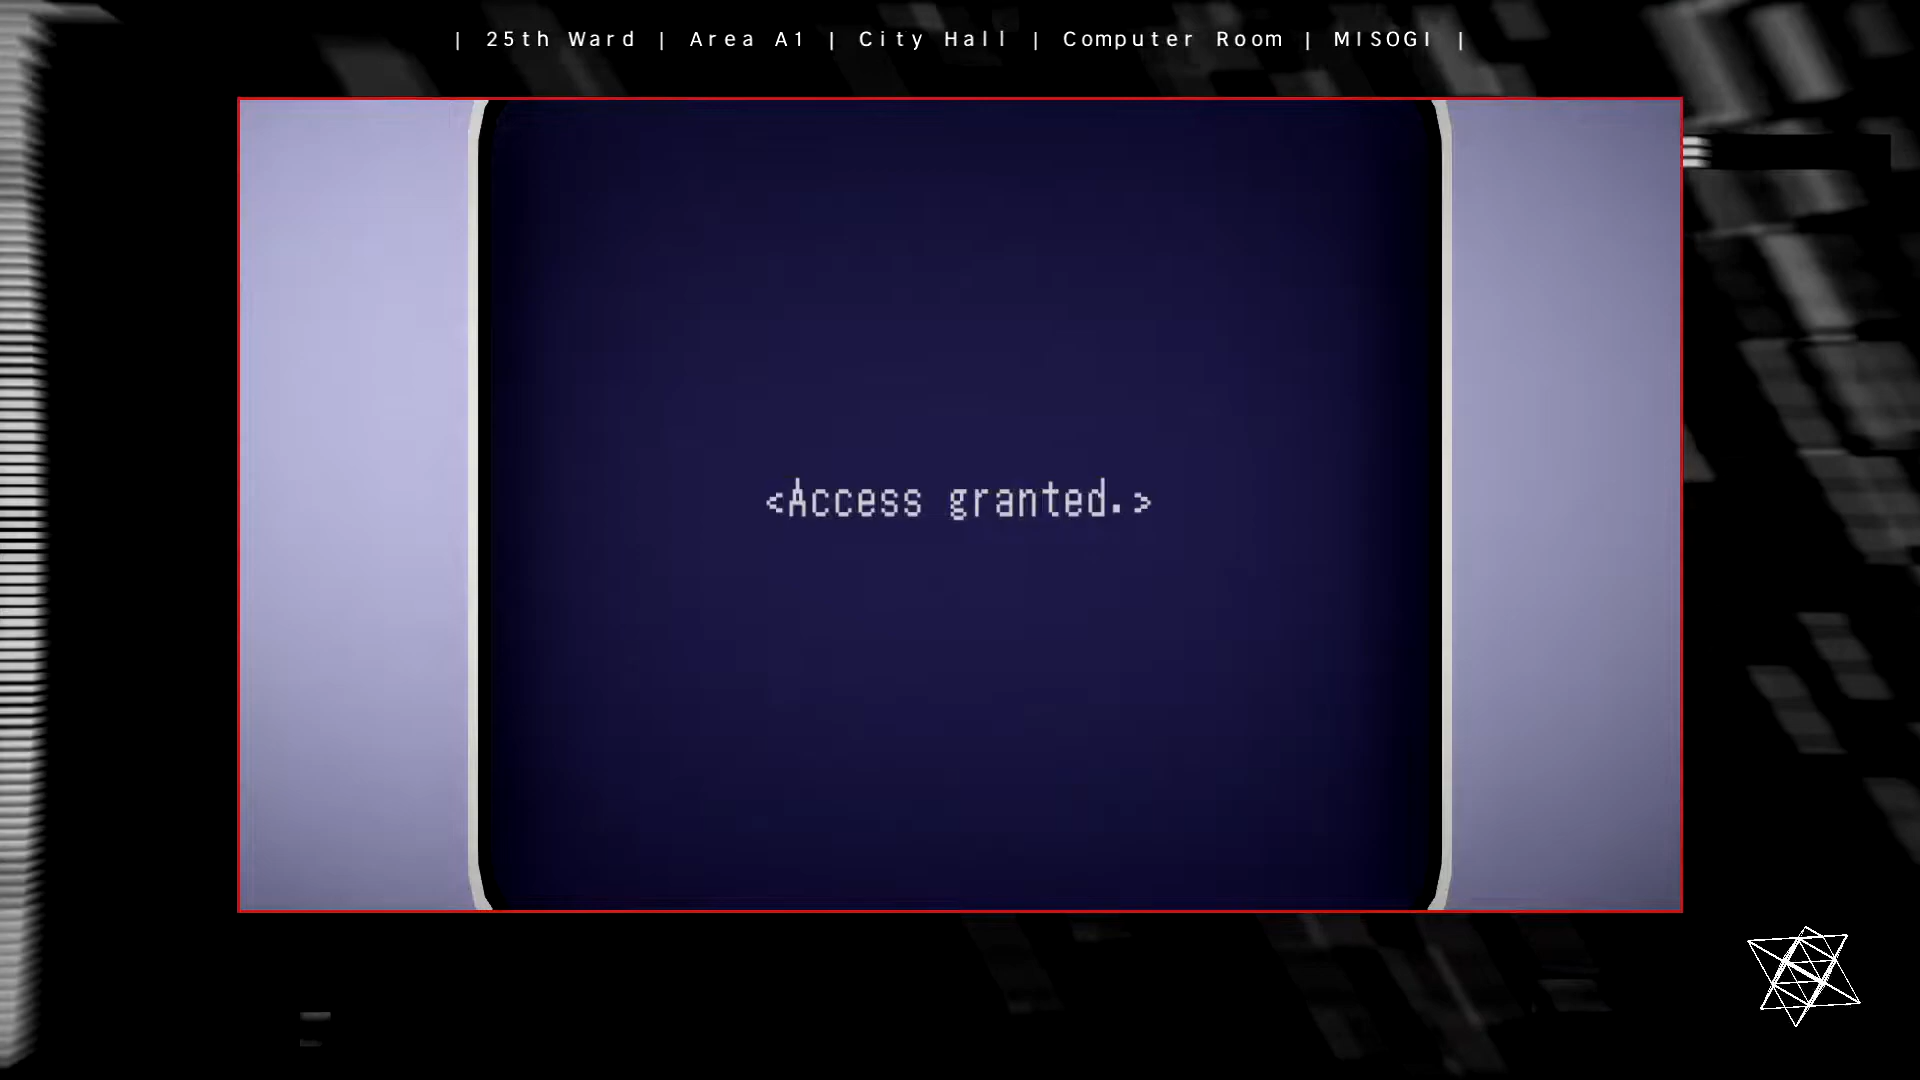 | 25th Ward | Area A1 | City Hall | Computer Room | MISOGI |
<Access granted.>